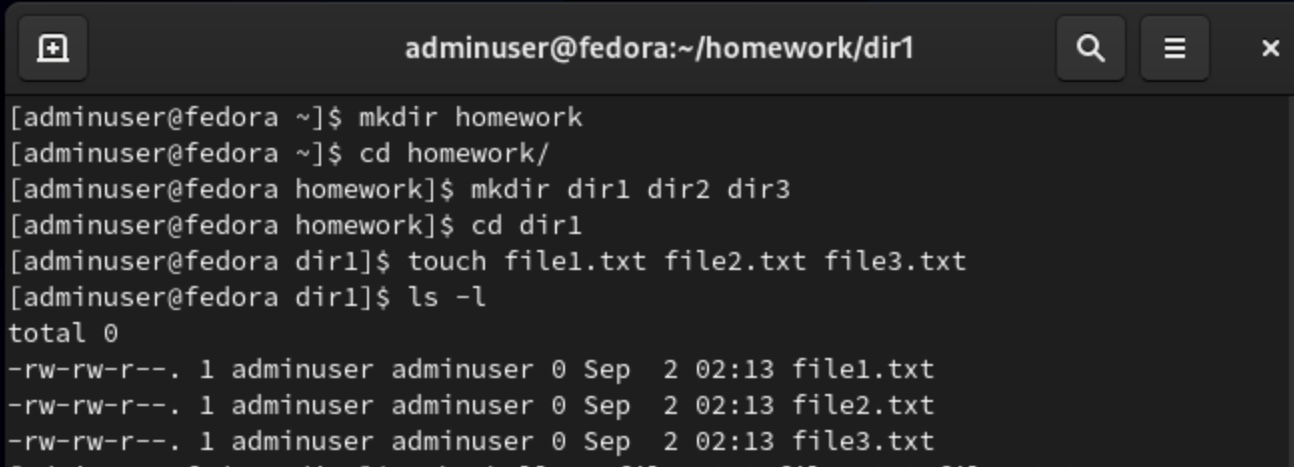 adminuser@fedora:~/homework/dir1
[adminuser@fedora ~]$ mkdir homework
[adminuser@fedora ~]$ cd homework/
[adminuser@fedora homework]$ mkdir dir1 dir2 dir3
[adminuser@fedora homework]$ cd dir1
[adminuser@fedora dir1]$ touch file1.txt file2.txt file3.txt
[adminuser@fedora dir1]$ ls -l
total 0
-rw-rw-r--. 1 adminuser adminuser 0 Sep  2 02:13 file1.txt
-rw-rw-r--. 1 adminuser adminuser 0 Sep  2 02:13 file2.txt
-rw-rw-r--. 1 adminuser adminuser 0 Sep  2 02:13 file3.txt